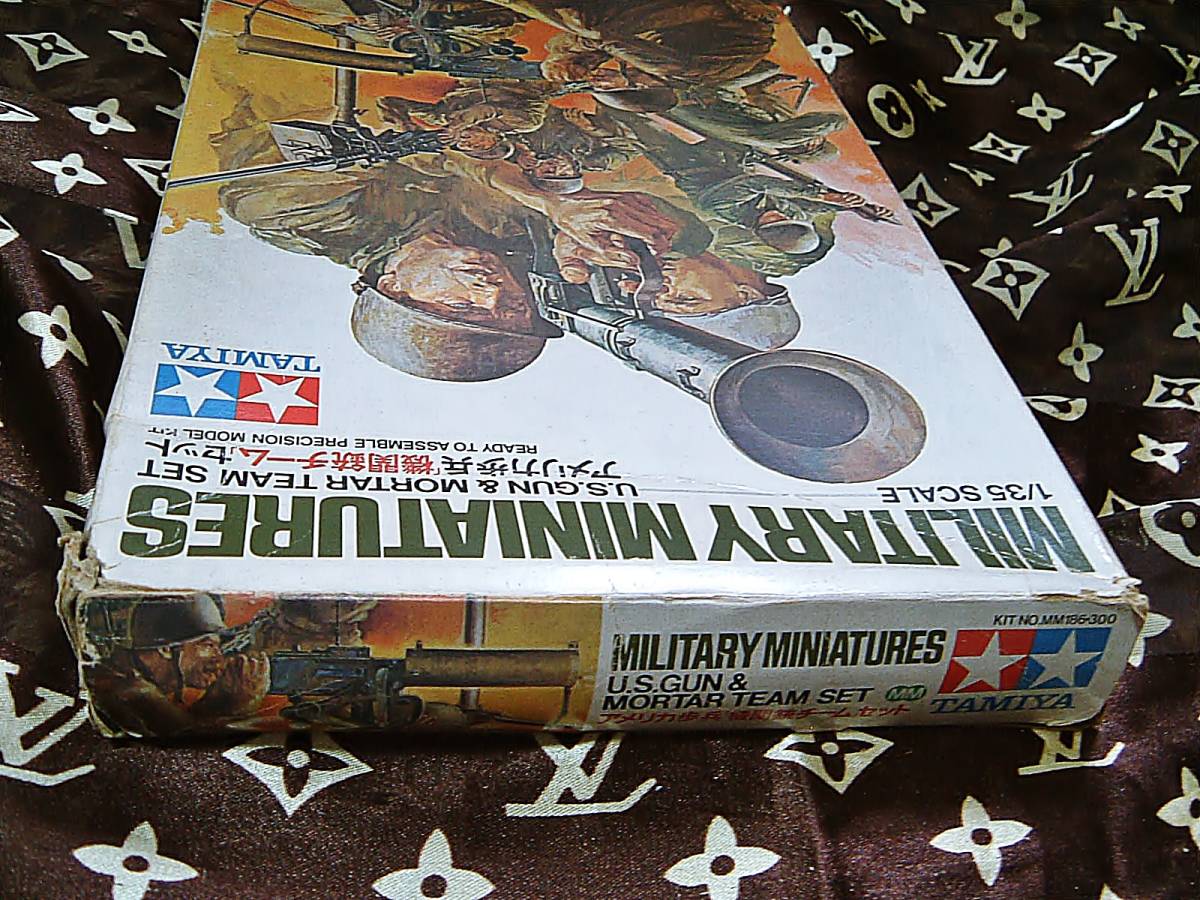 MILITARY MINIATURES
1/35 SCALE
U.S.GUN & MORTAR TEAM SET
アメリカ歩兵「機関銃チーム」セット
READY TO ASSEMBLE PRECISION MODEL KIT
TAMIYA
KIT NO.MM186-300
MILITARY MINIATURES
U.S.GUN &
MORTAR TEAM SET MM
TAMIYA
アメリカ歩兵「機関銃チーム」セット